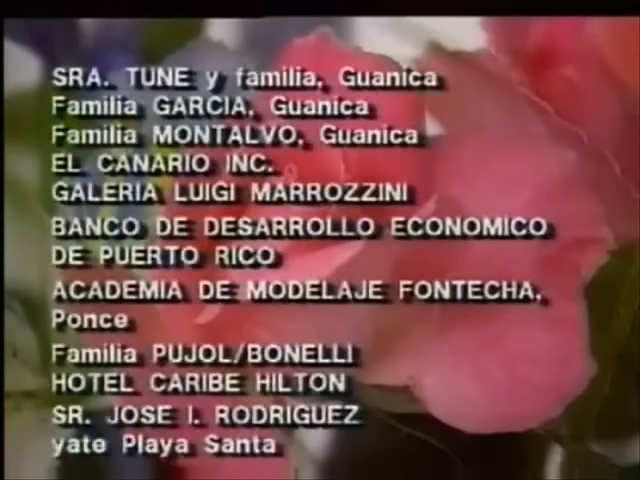 SRA. TUNE y familia, Guanica
Familia GARCIA, Guanica
Familia MONTALVO, Guanica
EL CANARIO INC.
GALERIA LUIGI MARROZZINI
BANCO DE DESARROLLO ECONOMICO
DE PUERTO RICO
ACADEMIA DE MODELAJE FONTECHA,
Ponce
Familia PUJOL/BONELLI
HOTEL CARIBE HILTON
SR. JOSE I. RODRIGUEZ
yate Playa Santa